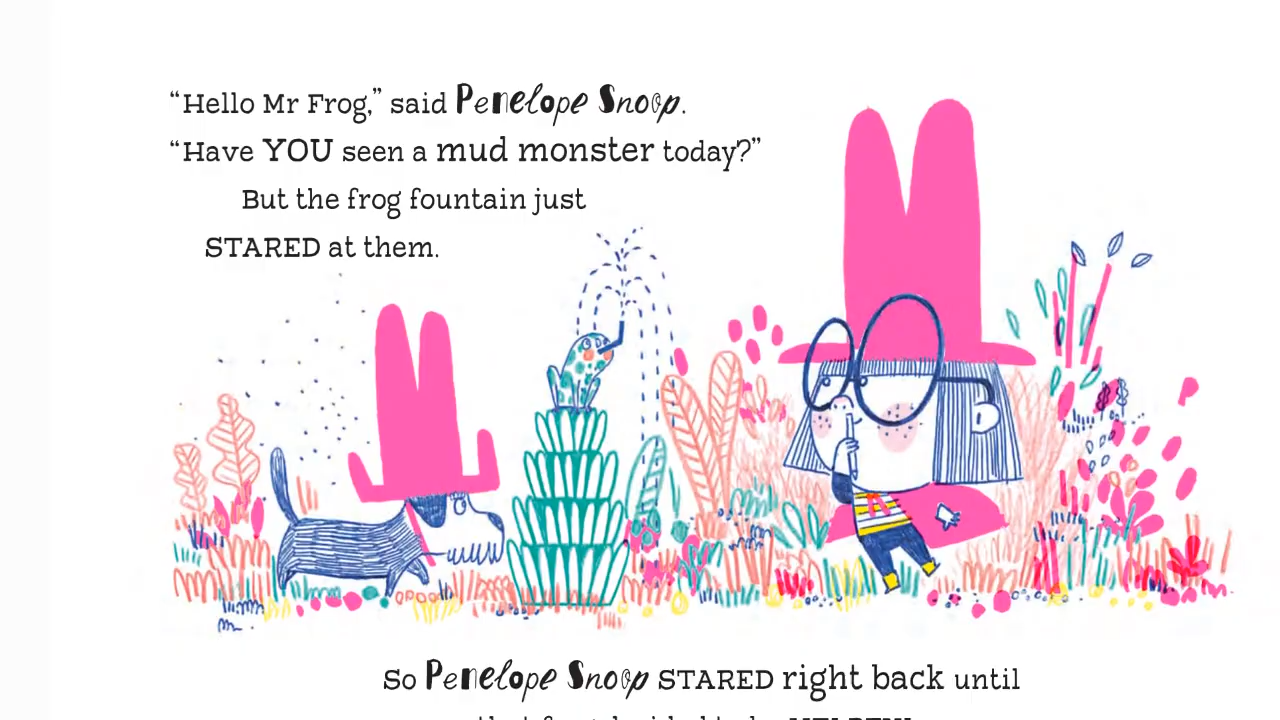 “Hello Mr Frog,” said Penelope Snoop.
“Have YOU seen a mud monster today?”
But the frog fountain just
STARED at them.
So Penelope Snoop STARED right back until